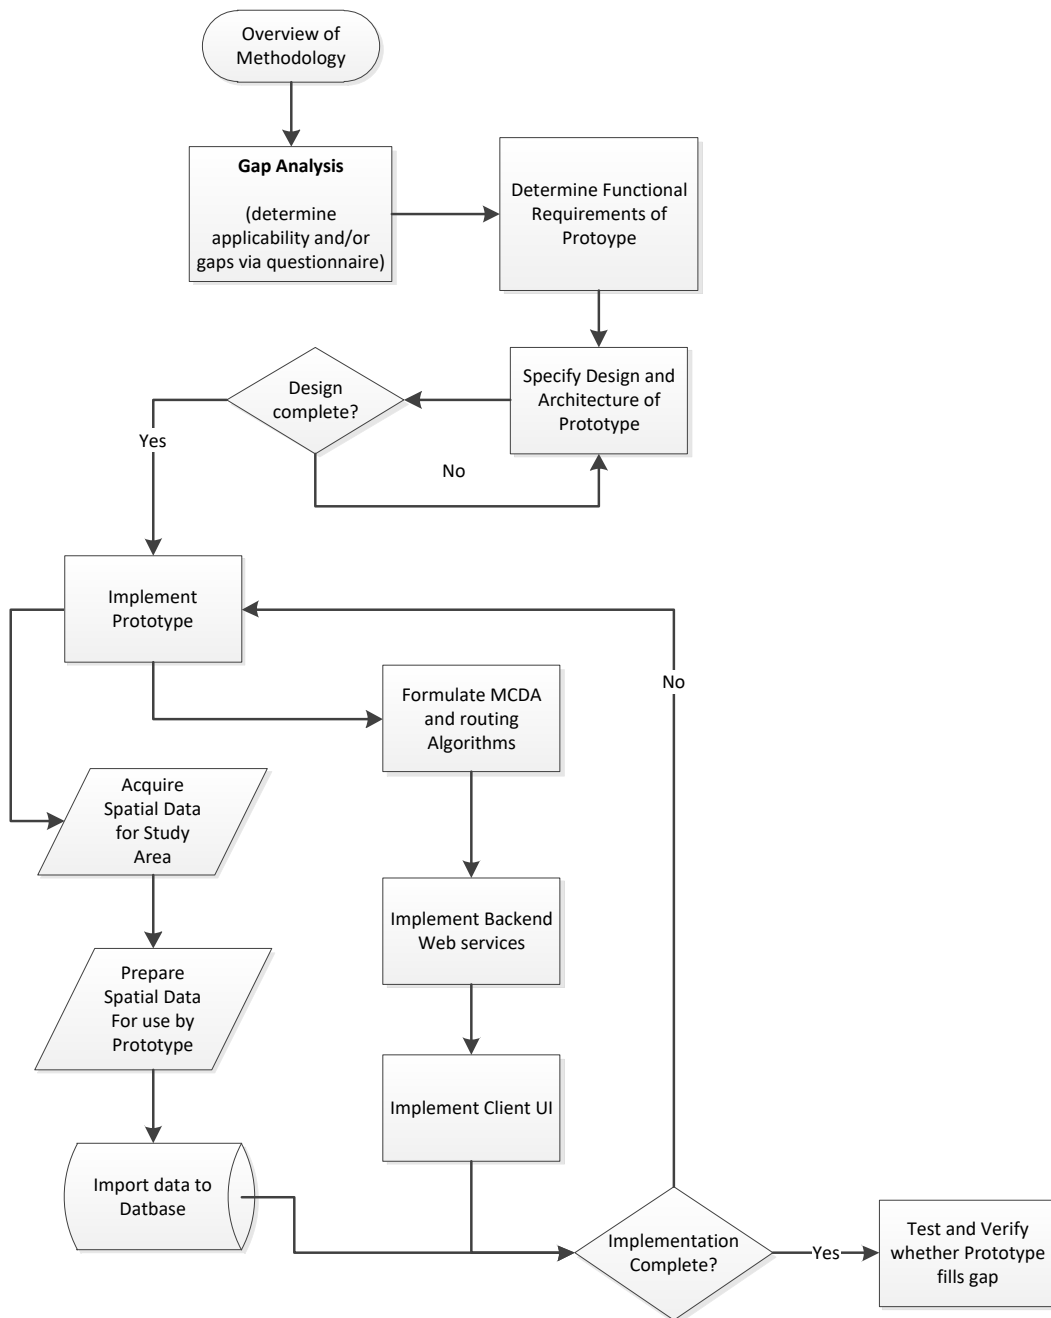 Overview of
Methodology
Gap Analysis
(determine
applicability and/or
gaps via questionnaire)
Determine Functional
Requirements of
Protoype
Specify Design and
Architecture of
Prototype
Design
complete?
Yes
No
Implement
Prototype
No
Formulate MCDA
and routing
Algorithms
Acquire
Spatial Data
for Study
Area
Implement Backend
Web services
Prepare
Spatial Data
For use by
Prototype
Implement Client UI
Import data to
Datbase
Implementation
Complete?
Yes
Test and Verify
whether Prototype
fills gap